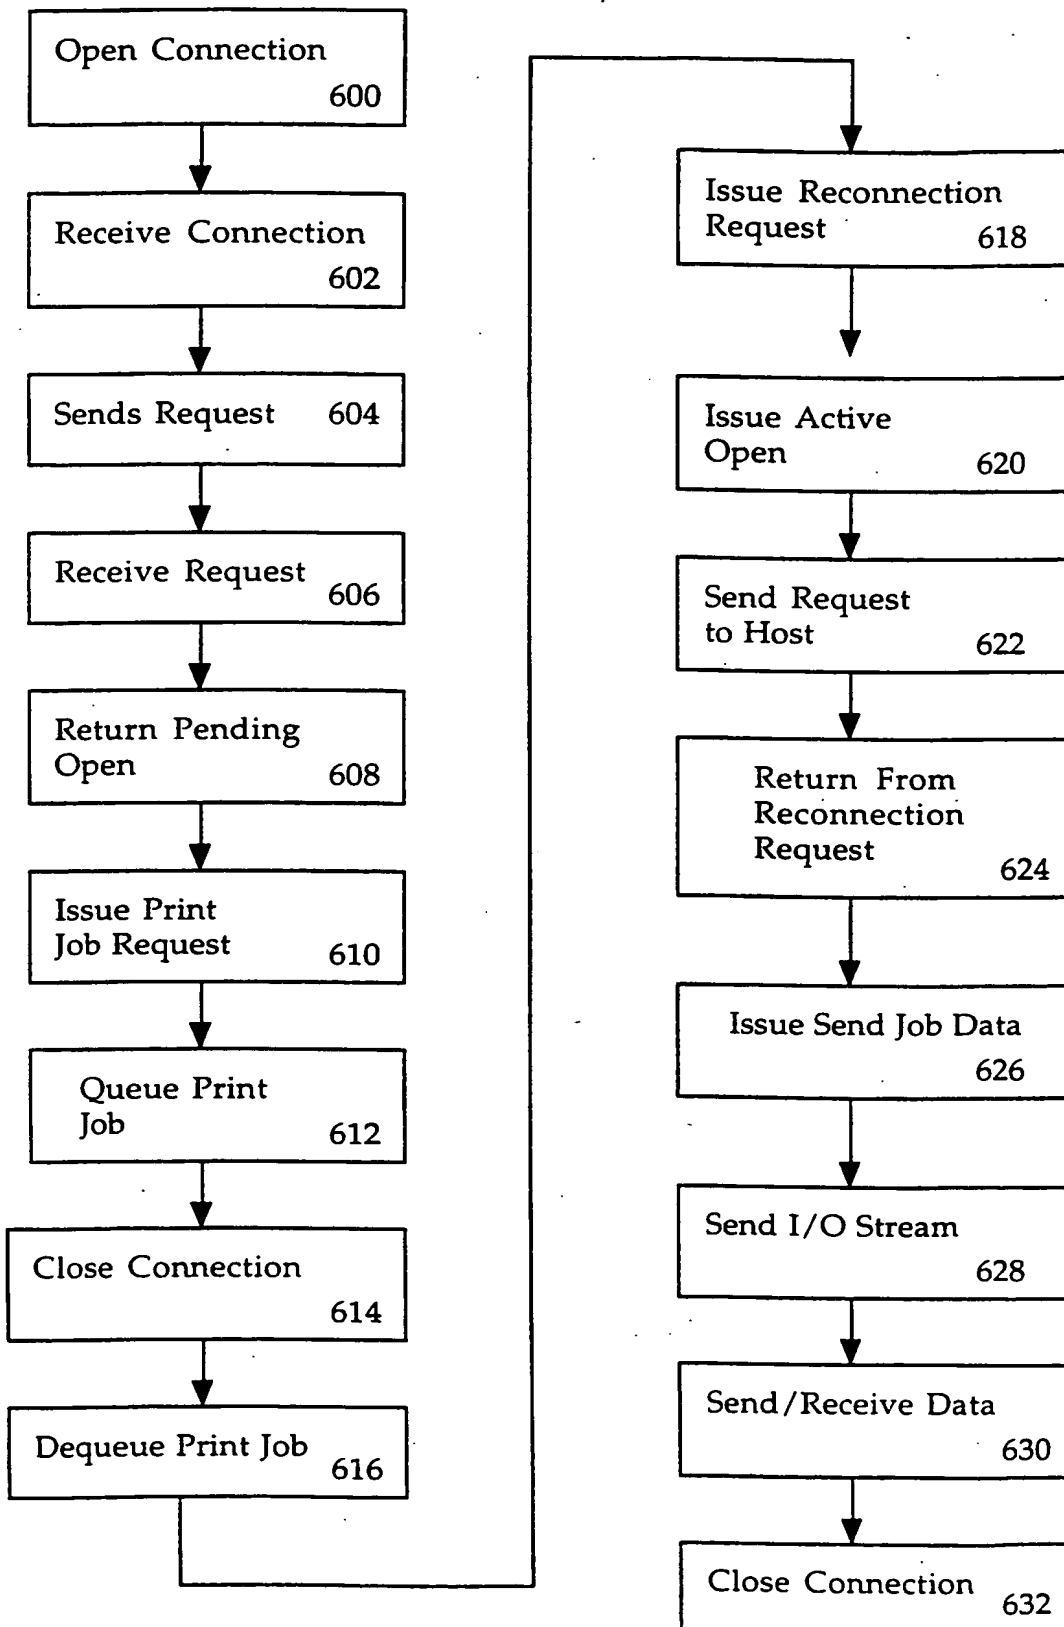 Open Connection
600
Receive Connection
602
Sends Request 604
Receive Request
606
Return Pending
Open
608
Issue Print
Job Request
610
Queue Print
Job
612
Close Connection
614
Dequeue Print Job
616
Issue Reconnection
Request
618
Issue Active
Open
620
Send Request
to Host
622
Return From
Reconnection
Request
624
Issue Send Job Data
626
Send I/O Stream
628
Send/Receive Data
630
Close Connection
632